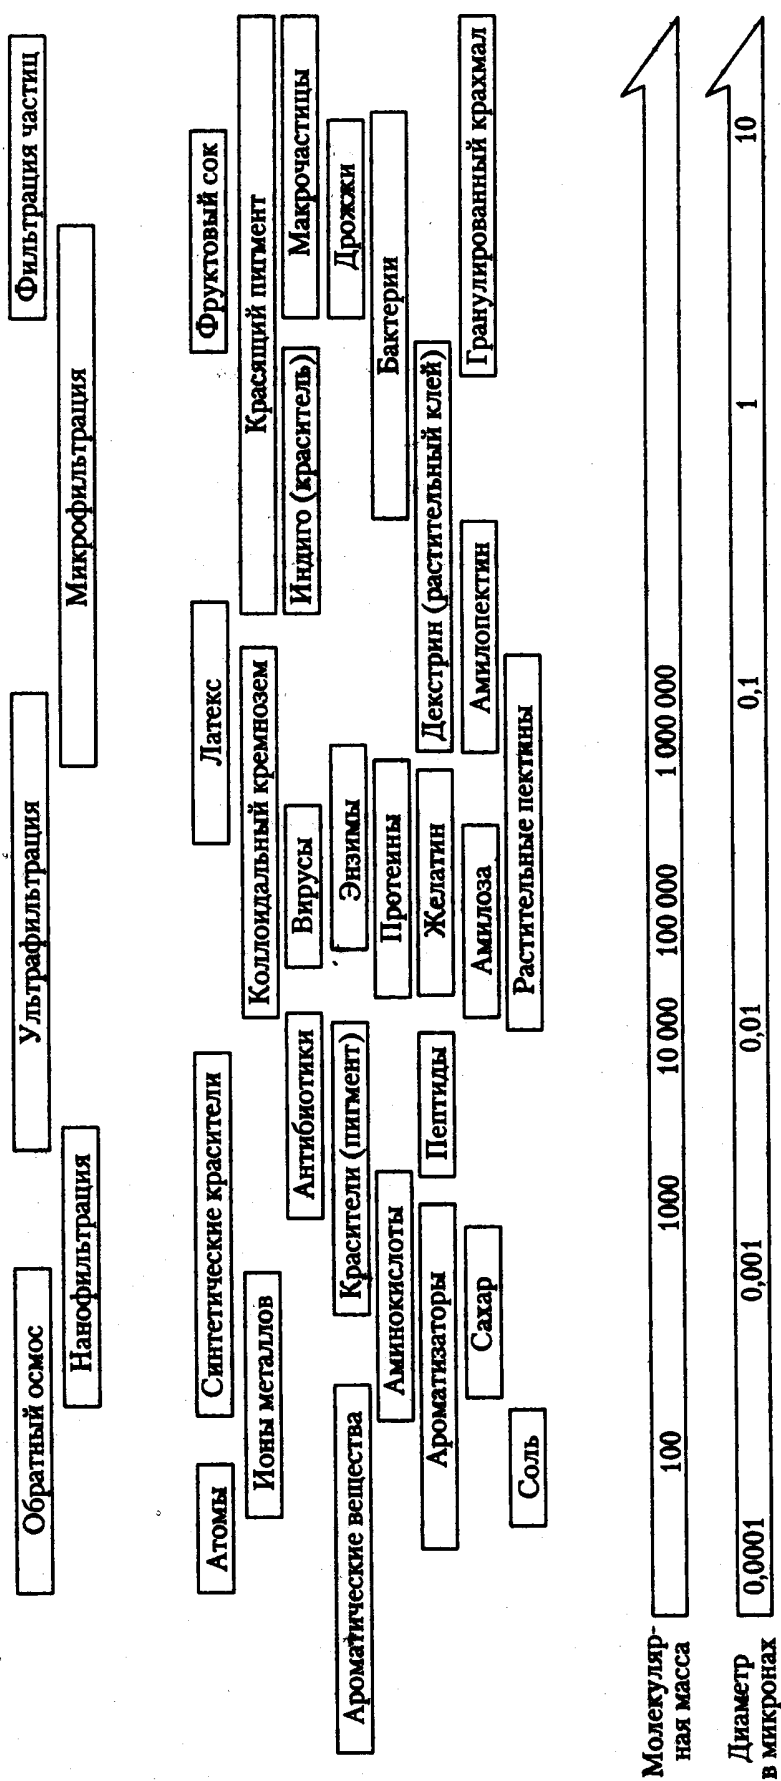 Обратный осмос
Ультрафильтрация
Фильтрация частиц
Нанофильтрация
Микрофильтрация
Атомы
Синтетические красители
Латекс
Фруктовый сок
Ионы металлов
Коллоидальный кремнозем
Красящий пигмент
Антибиотики
Вирусы
Индиго (краситель)
Макрочастицы
Ароматические вещества
Красители (пигмент)
Энзимы
Дрожжи
Аминокислоты
Протеины
Бактерии
Ароматизаторы
Пептиды
Желатин
Декстрин (растительный клей)
Сахар
Амилоза
Амилопектин
Гранулированный крахмал
Соль
Растительные пектины
Молекуляр-
ная масса
100
1000
10 000
100 000
1 000 000
Диаметр
в микронах
0,0001
0,001
0,01
0,1
1
10